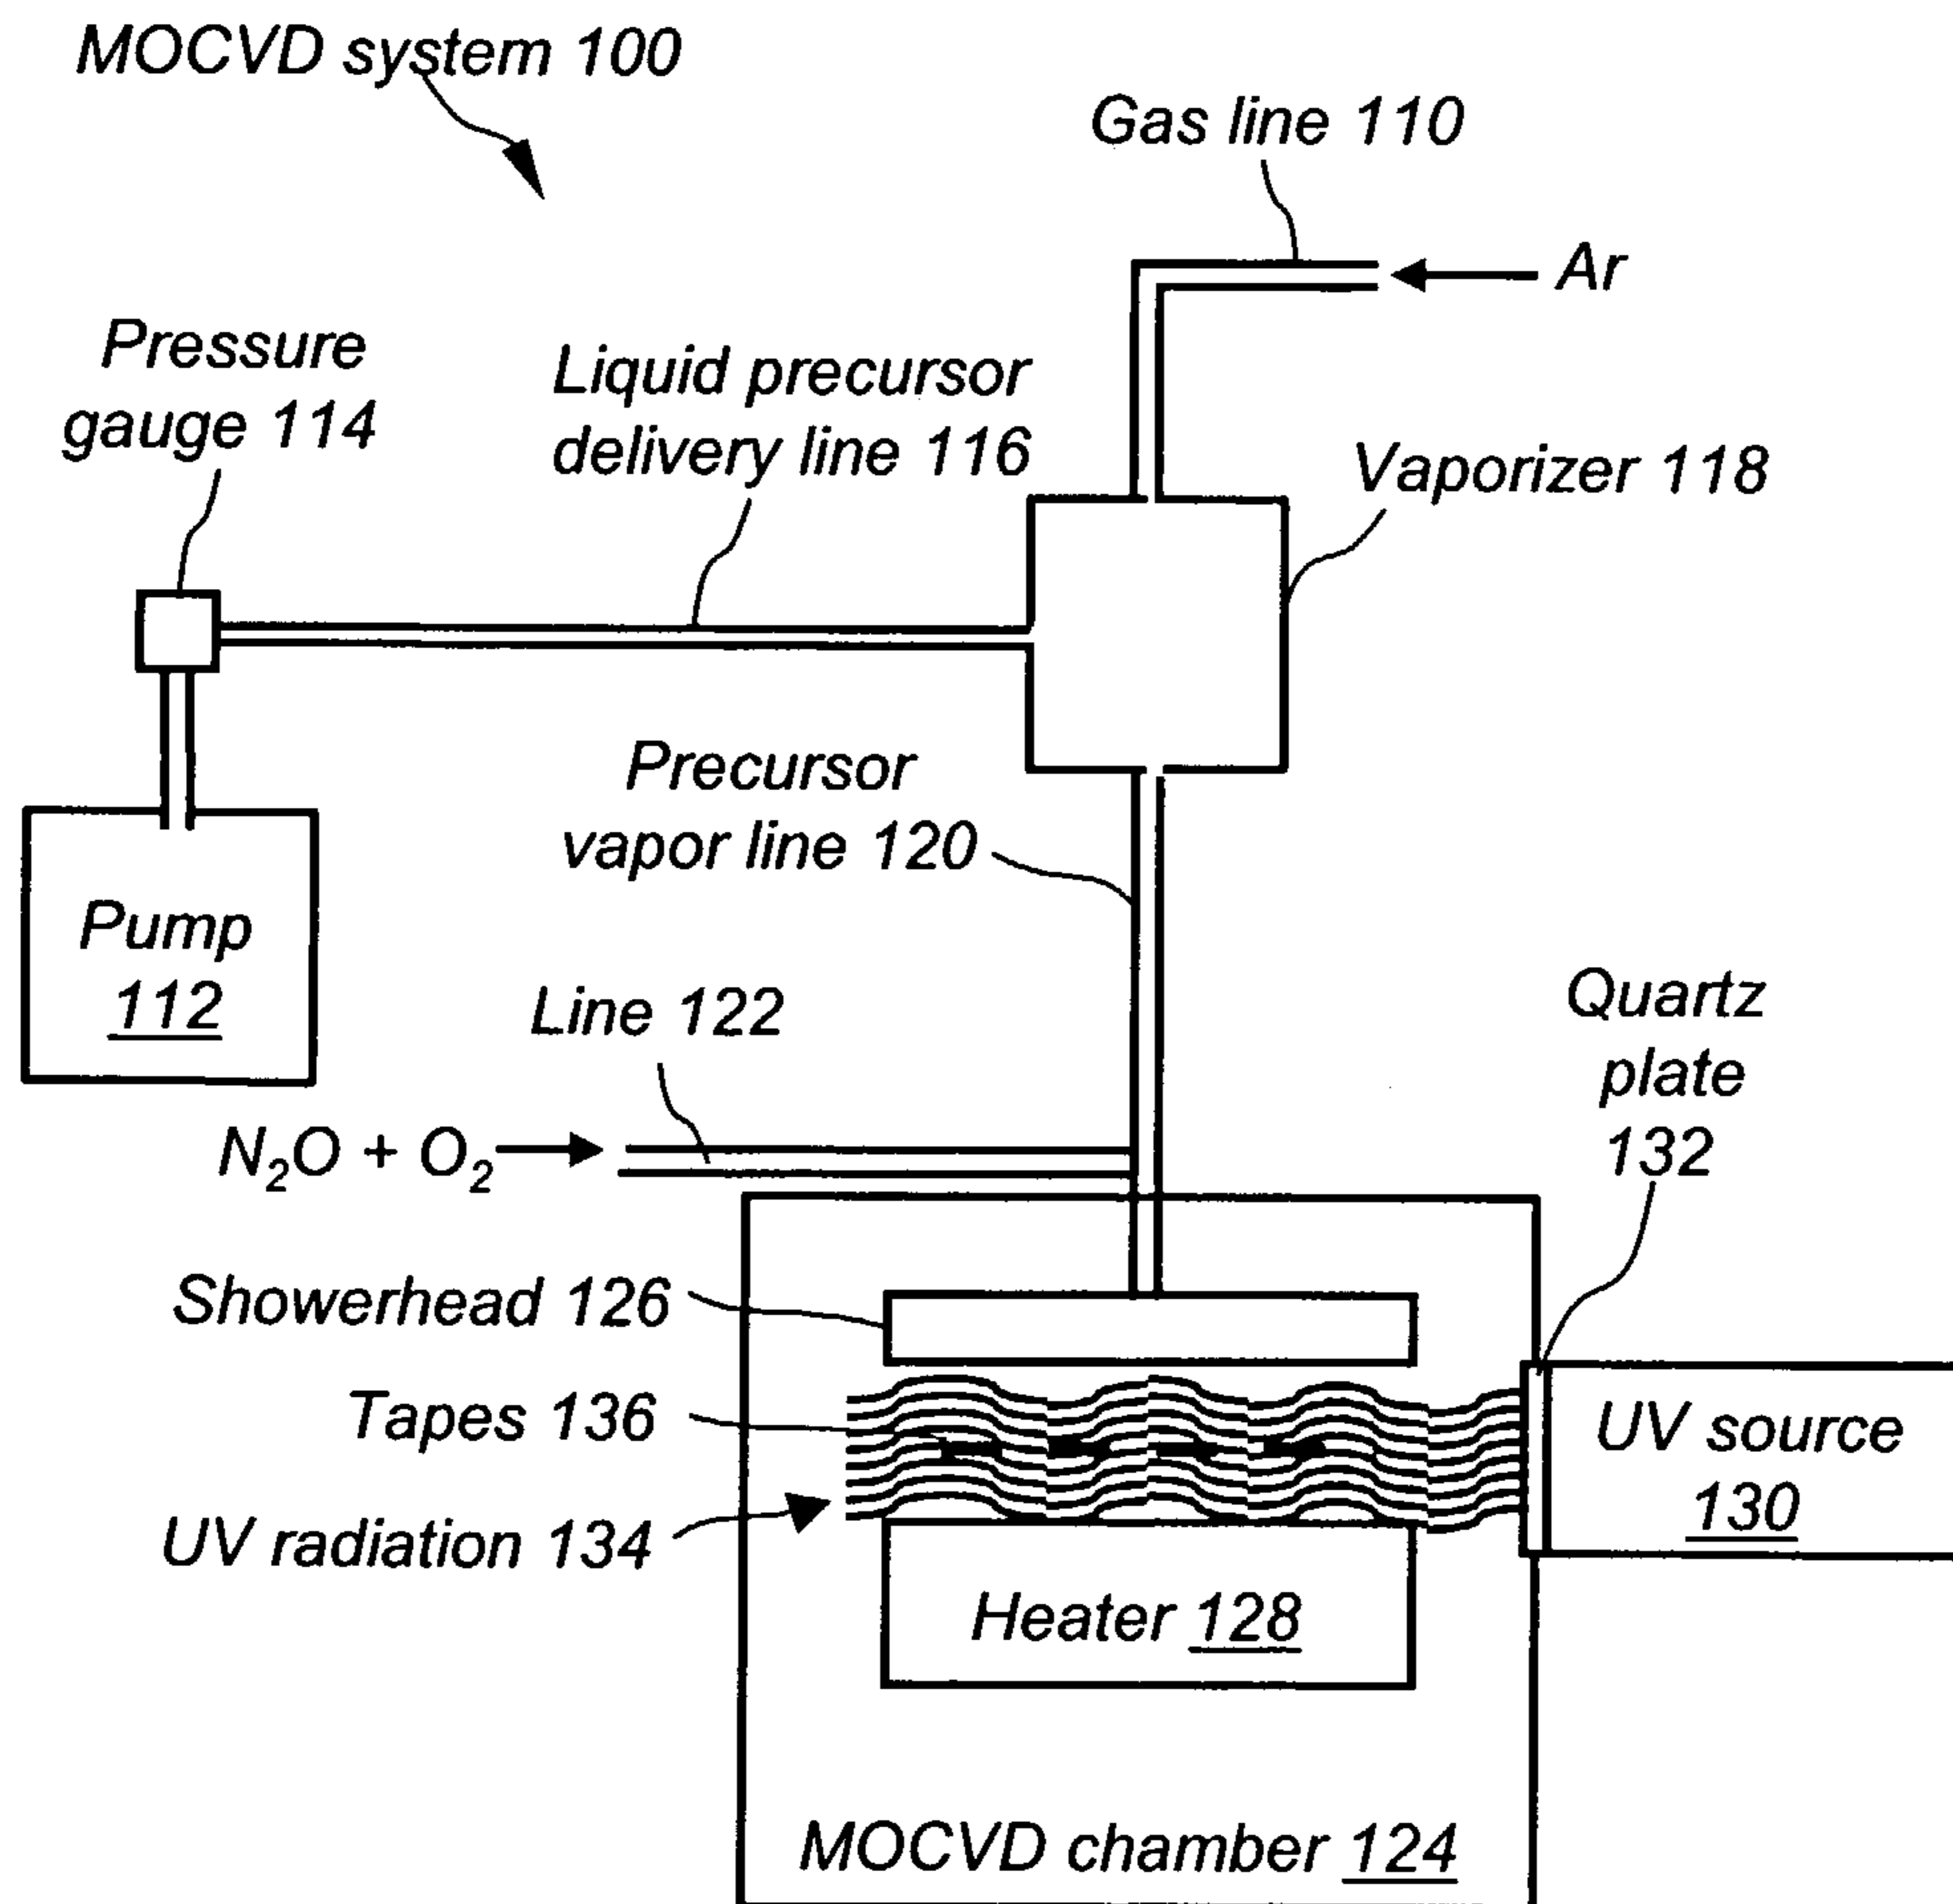 MOCVD system 100
Gas line 110
Ar
Pressure
gauge 114
Liquid precursor
delivery line 116
Vaporizer 118
Precursor
vapor line 120
Pump
112
Line 122
Quartz
plate
132
N₂O + O₂
Showerhead 126
Tapes 136
UV source
130
UV radiation 134
Heater 128
MOCVD chamber 124